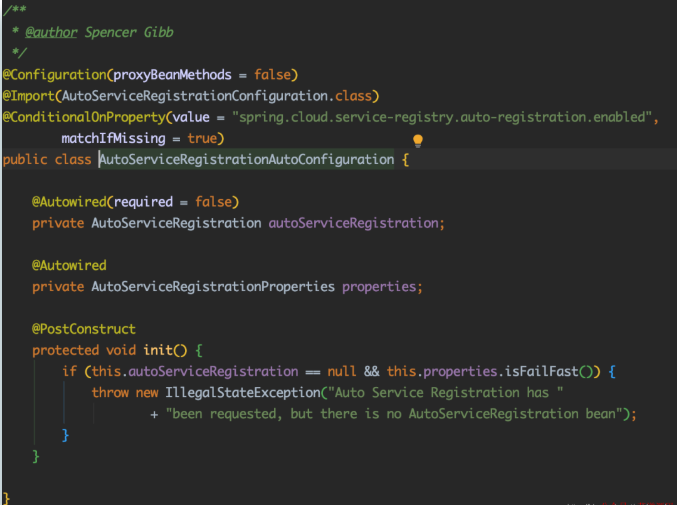 /**
 * @author Spencer Gibb
 */
@Configuration(proxyBeanMethods = false)
@Import(AutoServiceRegistrationConfiguration.class)
@ConditionalOnProperty(value = "spring.cloud.service-registry.auto-registration.enabled",
        matchIfMissing = true)
public class AutoServiceRegistrationAutoConfiguration {

    @Autowired(required = false)
    private AutoServiceRegistration autoServiceRegistration;

    @Autowired
    private AutoServiceRegistrationProperties properties;

    @PostConstruct
    protected void init() {
        if (this.autoServiceRegistration == null && this.properties.isFailFast()) {
            throw new IllegalStateException("Auto Service Registration has "
                    + "been requested, but there is no AutoServiceRegistration bean");
        }
    }

}